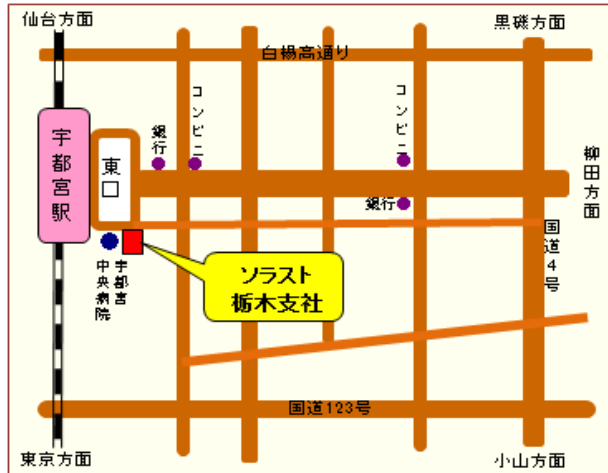 仙台方面
黒磯方面
白楊高通り
コンビニ
コンビニ
銀行
宇都宮駅
東口
柳田方面
銀行
国道4号
宇都宮
中央病院
ソラスト
栃木支社
国道123号
東京方面
小山方面